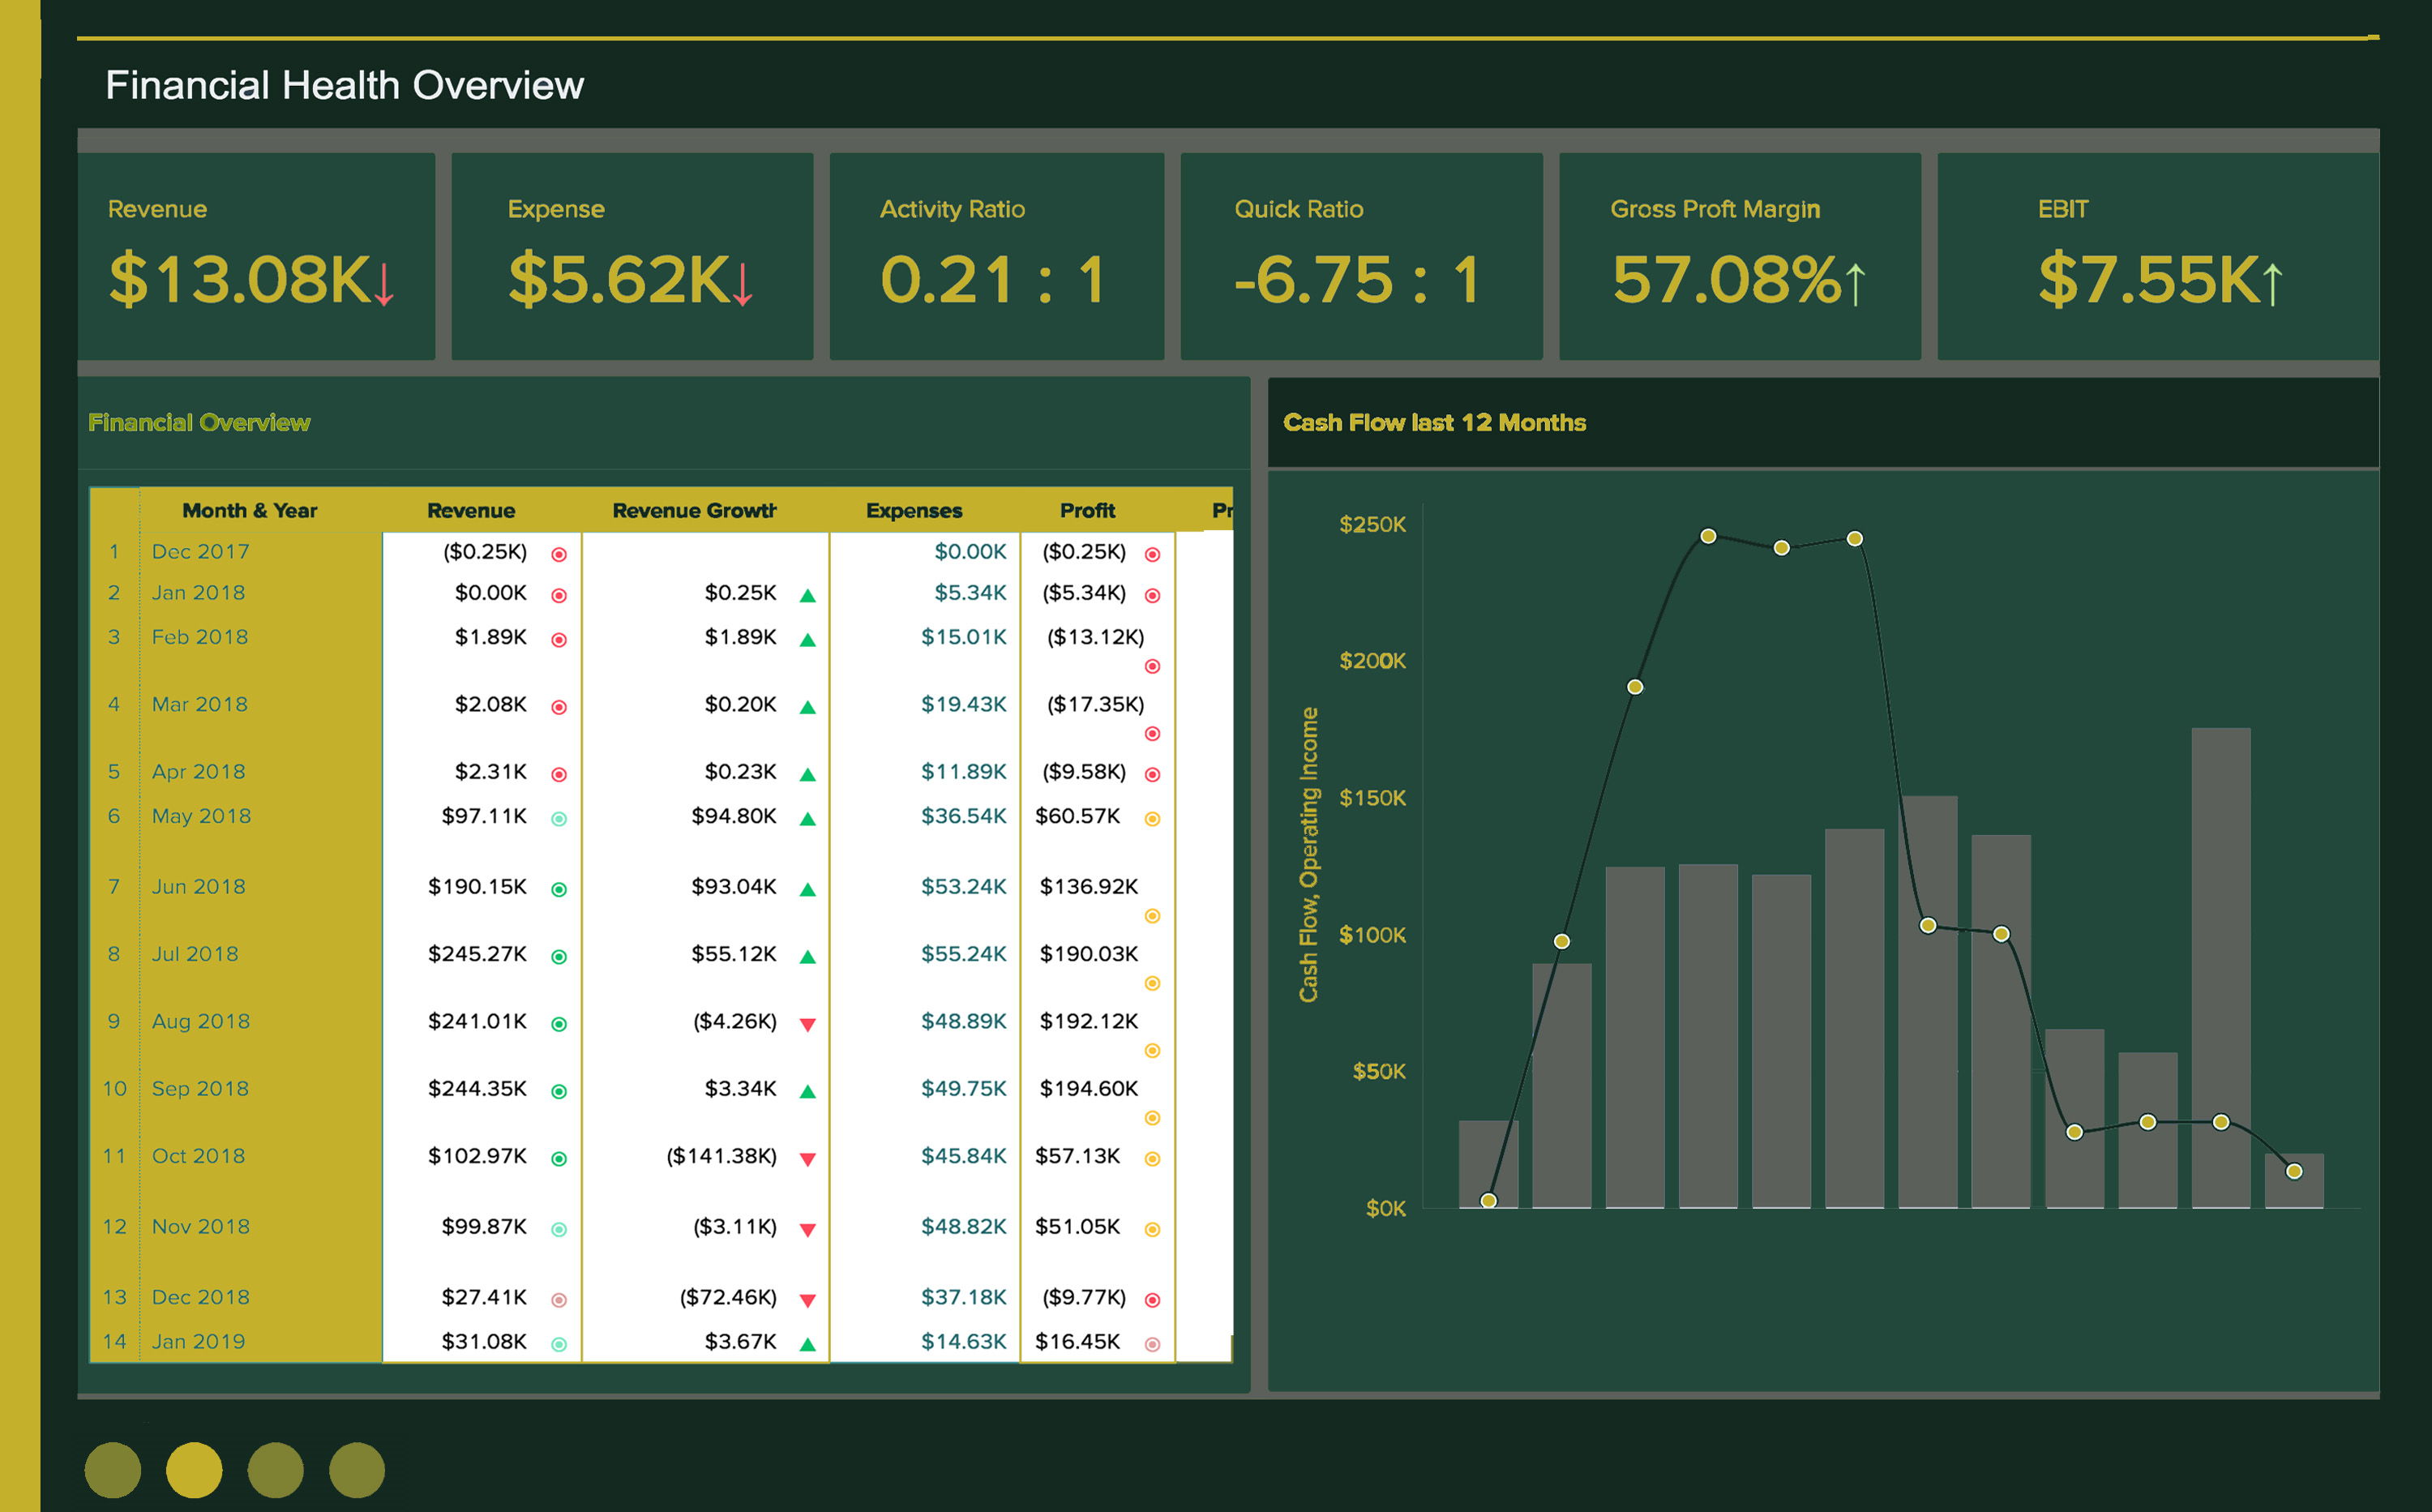 Financial Health Overview
Revenue
$13.08K↓
Expense
$5.62K↓
Activity Ratio
0.21 : 1
Quick Ratio
-6.75 : 1
Gross Proft Margin
57.08%↑
EBIT
$7.55K↑
Financial Overview
Month & Year Revenue Revenue Growth Expenses Profit Pr
1 Dec 2017 ($0.25K) $0.00K ($0.25K)
2 Jan 2018 $0.00K $0.25K $5.34K ($5.34K)
3 Feb 2018 $1.89K $1.89K $15.01K ($13.12K)
4 Mar 2018 $2.08K $0.20K $19.43K ($17.35K)
5 Apr 2018 $2.31K $0.23K $11.89K ($9.58K)
6 May 2018 $97.11K $94.80K $36.54K $60.57K
7 Jun 2018 $190.15K $93.04K $53.24K $136.92K
8 Jul 2018 $245.27K $55.12K $55.24K $190.03K
9 Aug 2018 $241.01K ($4.26K) $48.89K $192.12K
10 Sep 2018 $244.35K $3.34K $49.75K $194.60K
11 Oct 2018 $102.97K ($141.38K) $45.84K $57.13K
12 Nov 2018 $99.87K ($3.11K) $48.82K $51.05K
13 Dec 2018 $27.41K ($72.46K) $37.18K ($9.77K)
14 Jan 2019 $31.08K $3.67K $14.63K $16.45K
Cash Flow last 12 Months
Cash Flow, Operating Income
$250K
$200K
$150K
$100K
$50K
$0K